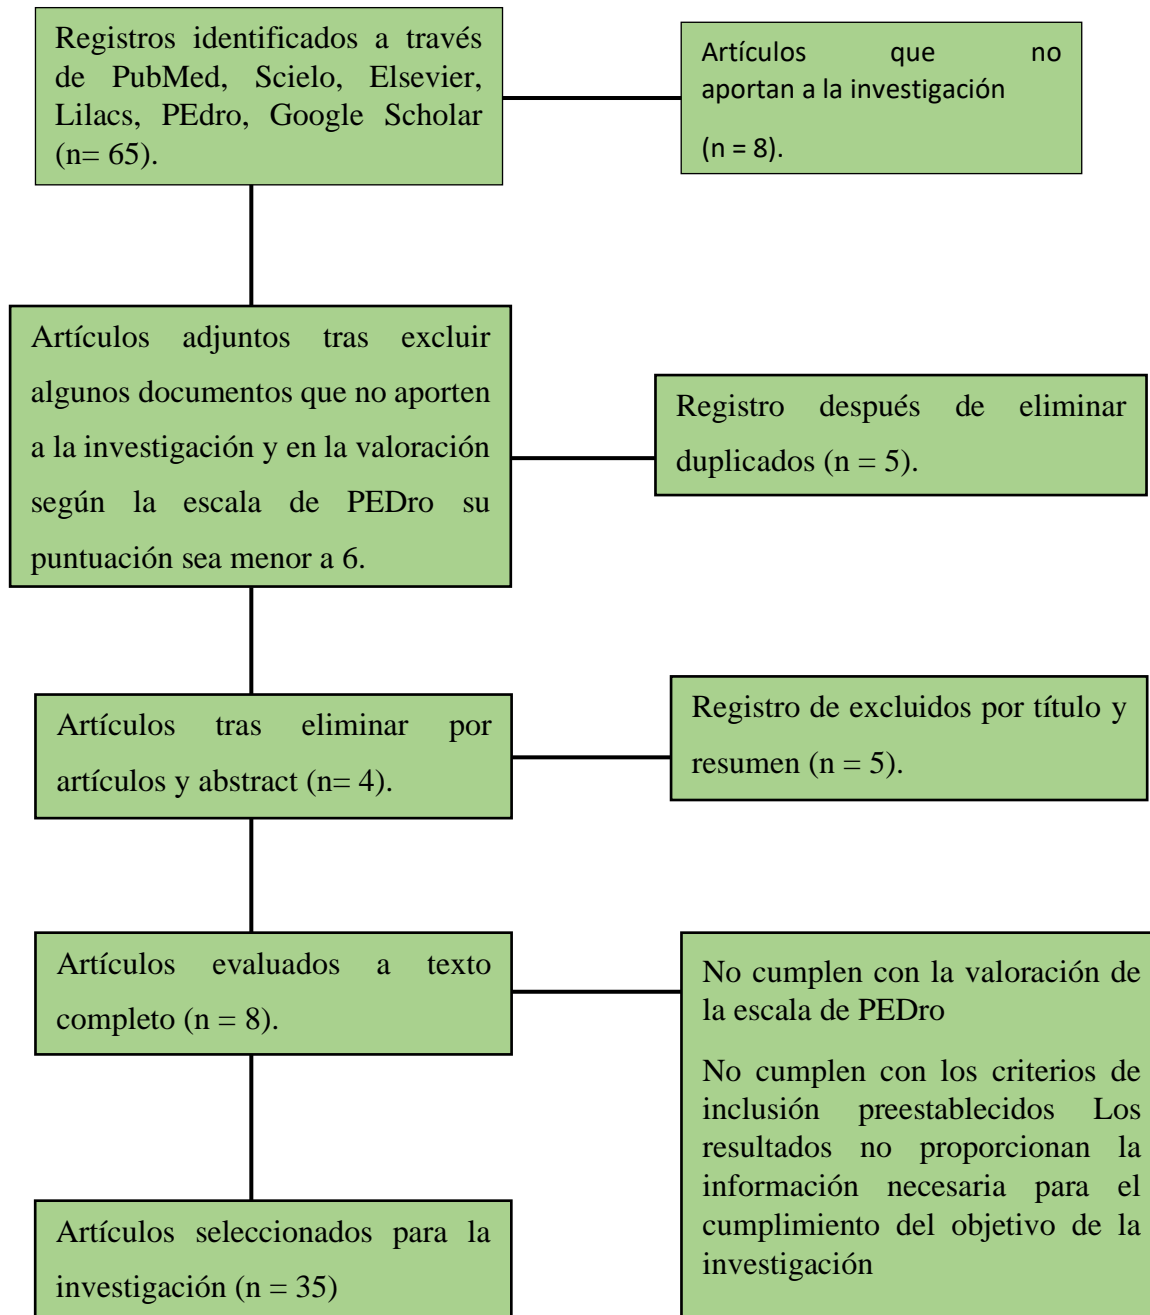 Registros identificados a través
de PubMed, Scielo, Elsevier,
Lilacs, PEdro, Google Scholar
(n= 65).
Artículos que no
aportan a la investigación
(n = 8).
Artículos adjuntos tras excluir
algunos documentos que no aporten
a la investigación y en la valoración
según la escala de PEDro su
puntuación sea menor a 6.
Registro después de eliminar
duplicados (n = 5).
Artículos tras eliminar por
artículos y abstract (n= 4).
Registro de excluidos por título y
resumen (n = 5).
Artículos evaluados a texto
completo (n = 8).
No cumplen con la valoración de
la escala de PEDro
No cumplen con los criterios de
inclusión preestablecidos Los
resultados no proporcionan la
información necesaria para el
cumplimiento del objetivo de la
investigación
Artículos seleccionados para la
investigación (n = 35)